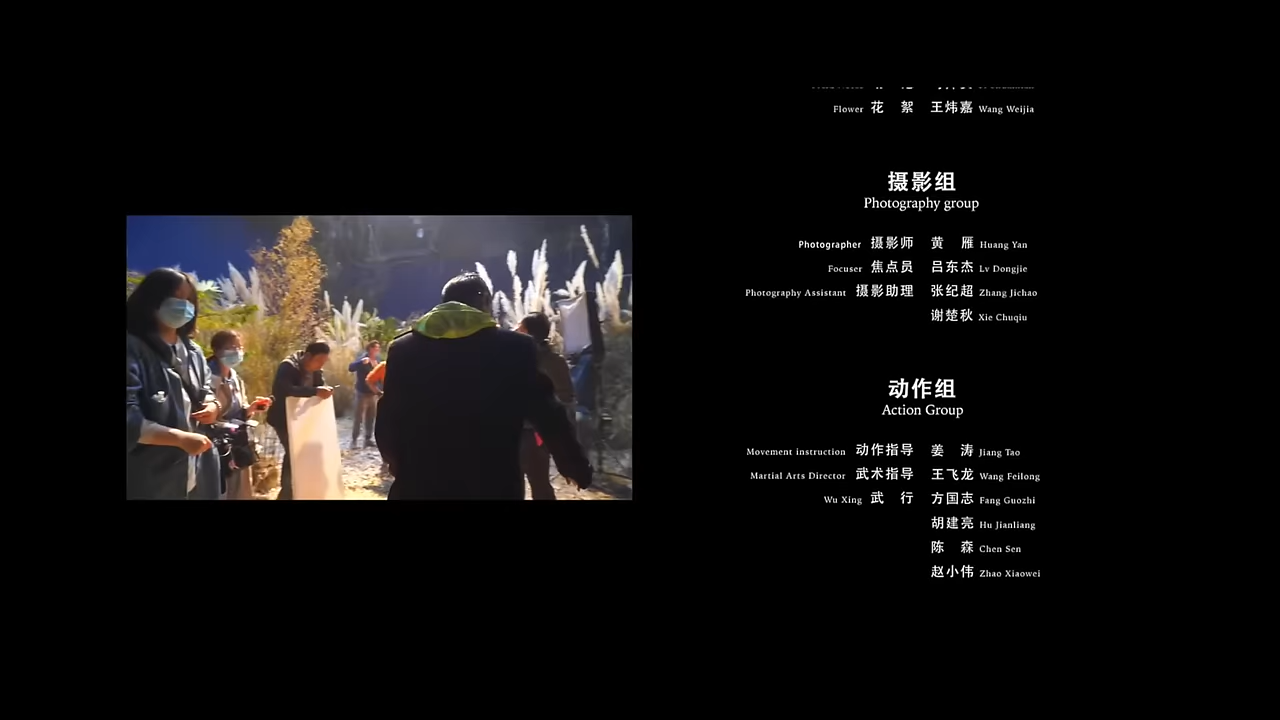 Flower 花 絮 王炜嘉 Wang Weijia
摄影组
Photography group
Photographer 摄影师 黄 雁 Huang Yan
Focuser 焦点员 吕东杰 Lv Dongjie
Photography Assistant 摄影助理 张纪超 Zhang Jichao
谢楚秋 Xie Chuqiu
动作组
Action Group
Movement instruction 动作指导 姜 涛 Jiang Tao
Martial Arts Director 武术指导 王飞龙 Wang Feilong
Wu Xing 武 行 方国志 Fang Guozhi
胡建亮 Hu Jianliang
陈 森 Chen Sen
赵小伟 Zhao Xiaowei